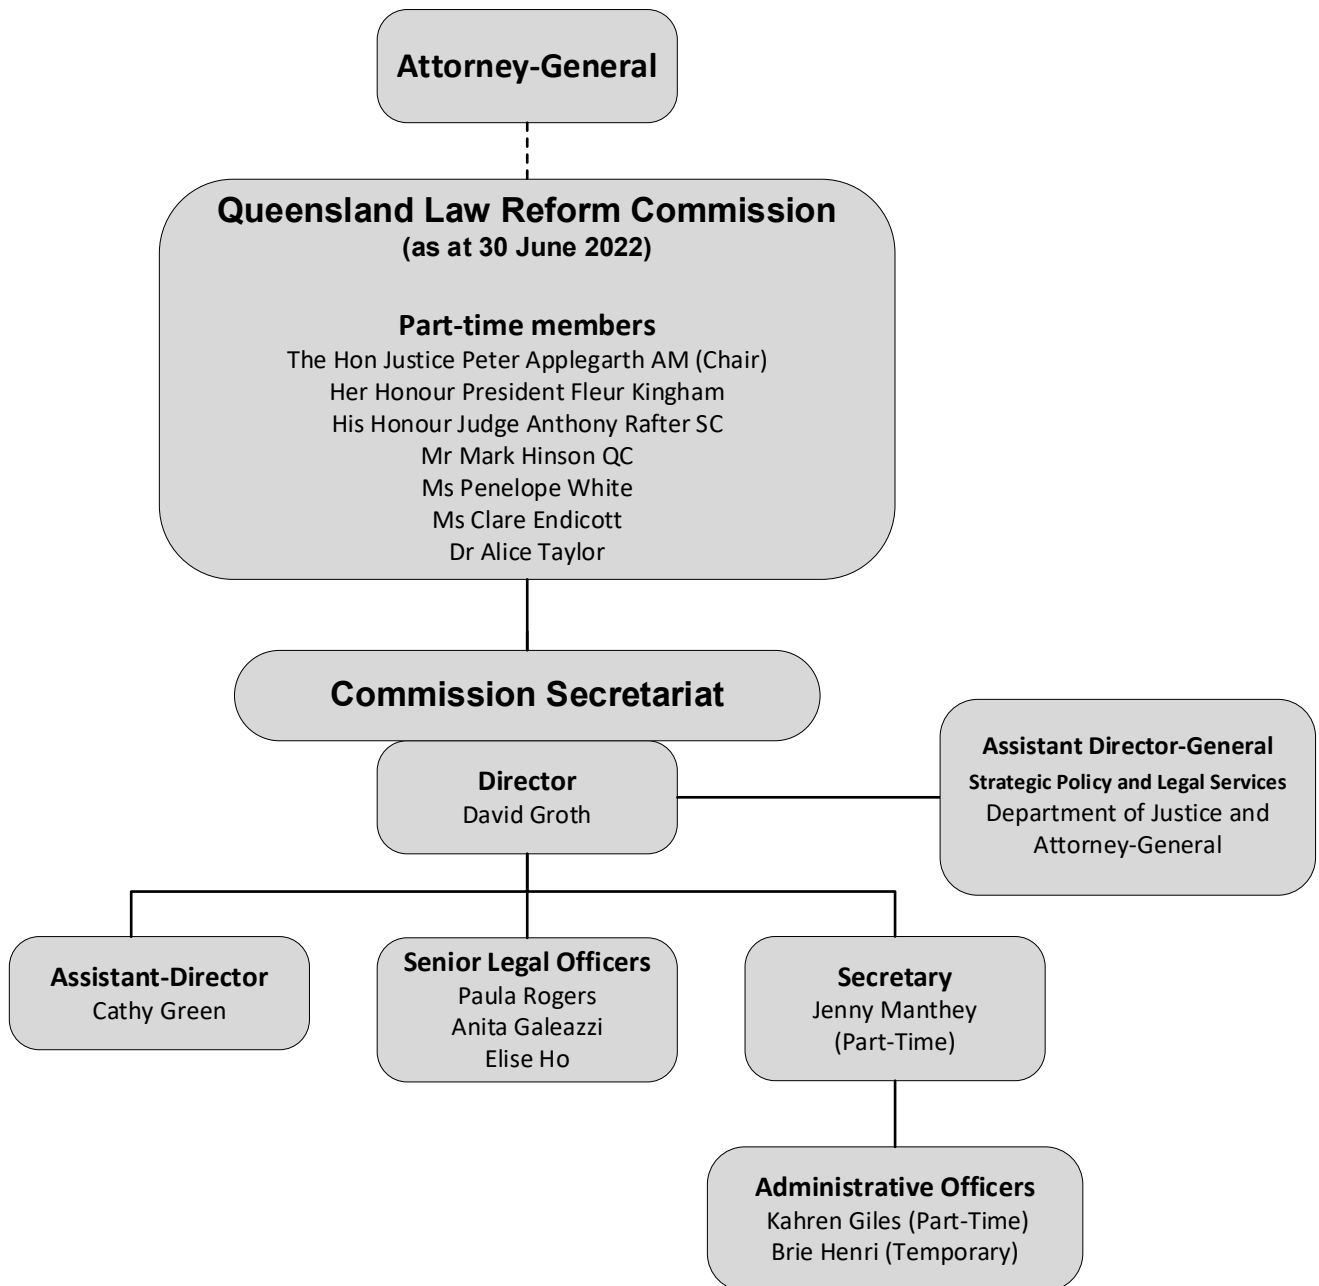 Attorney-General
Queensland Law Reform Commission
(as at 30 June 2022)
Part-time members
The Hon Justice Peter Applegarth AM (Chair)
Her Honour President Fleur Kingham
His Honour Judge Anthony Rafter SC
Mr Mark Hinson QC
Ms Penelope White
Ms Clare Endicott
Dr Alice Taylor
Commission Secretariat
Director
David Groth
Assistant Director-General
Strategic Policy and Legal Services
Department of Justice and
Attorney-General
Assistant-Director
Cathy Green
Senior Legal Officers
Paula Rogers
Anita Galeazzi
Elise Ho
Secretary
Jenny Manthey
(Part-Time)
Administrative Officers
Kahren Giles (Part-Time)
Brie Henri (Temporary)